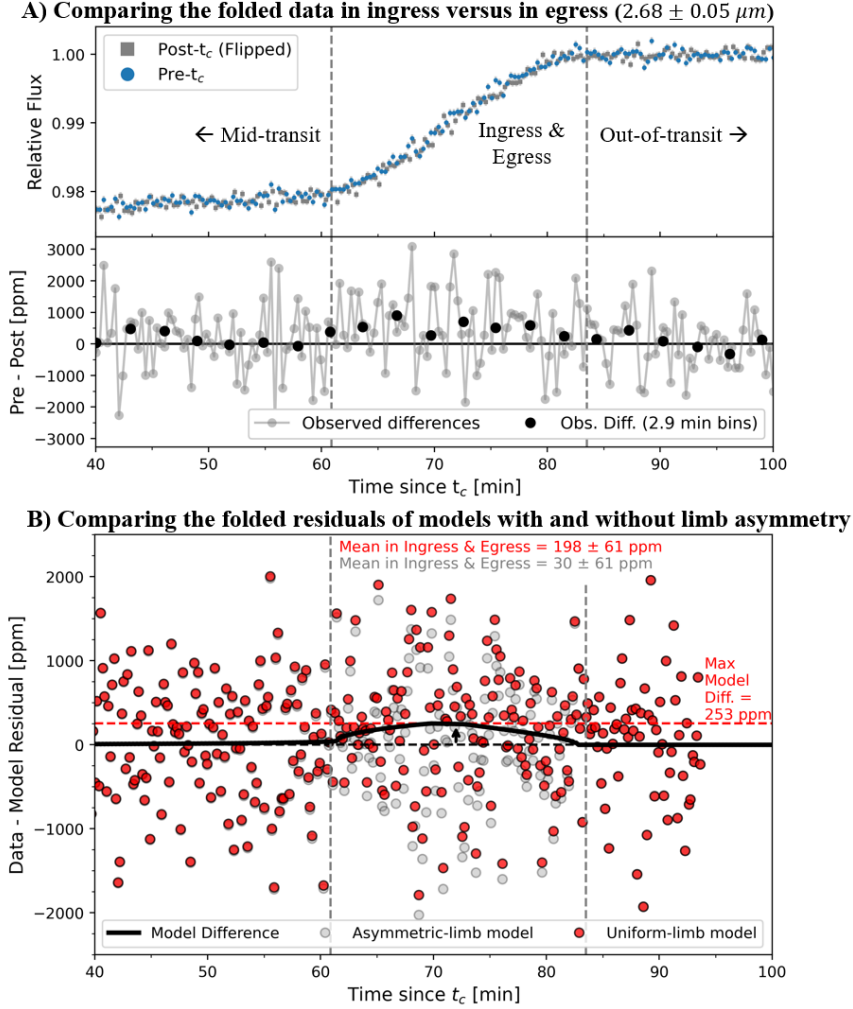 A) Comparing the folded data in ingress versus in egress (2.68 ± 0.05 μm)
1.00
0.99
0.98
Relative Flux
Post-t_c (Flipped)
Pre-t_c
← Mid-transit
Ingress &
Egress
Out-of-transit →
3000
2000
1000
0
−1000
−2000
−3000
Pre - Post [ppm]
Observed differences
Obs. Diff. (2.9 min bins)
40
50
60
70
80
90
100
Time since t_c [min]
B) Comparing the folded residuals of models with and without limb asymmetry
Mean in Ingress & Egress = 198 ± 61 ppm
Mean in Ingress & Egress = 30 ± 61 ppm
2000
1000
0
−1000
−2000
Data - Model Residual [ppm]
Max
Model
Diff. =
253 ppm
Model Difference
Asymmetric-limb model
Uniform-limb model
40
50
60
70
80
90
100
Time since t_c [min]